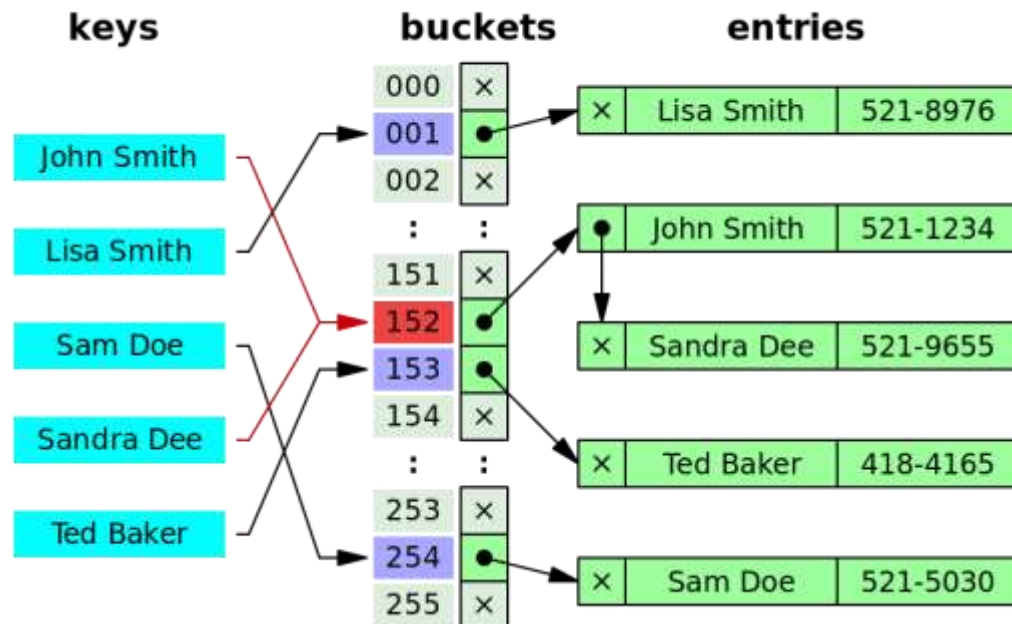 keys
buckets
entries
John Smith
Lisa Smith
Sam Doe
Sandra Dee
Ted Baker
000 ×
001
002 ×
: :
151 ×
152
153
154 ×
: :
253 ×
254
255 ×
× Lisa Smith 521-8976
John Smith 521-1234
× Sandra Dee 521-9655
× Ted Baker 418-4165
× Sam Doe 521-5030